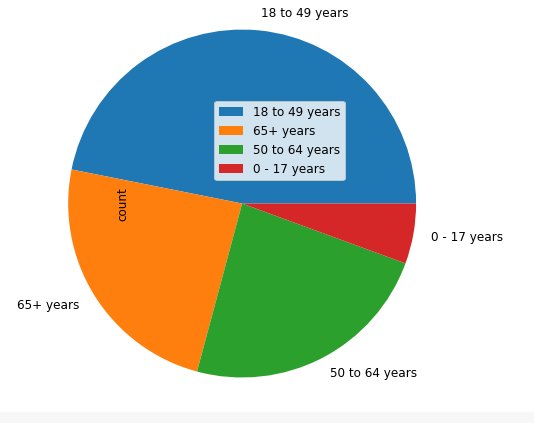 18 to 49 years
18 to 49 years
65+ years
50 to 64 years
0 - 17 years
count
0 - 17 years
65+ years
50 to 64 years